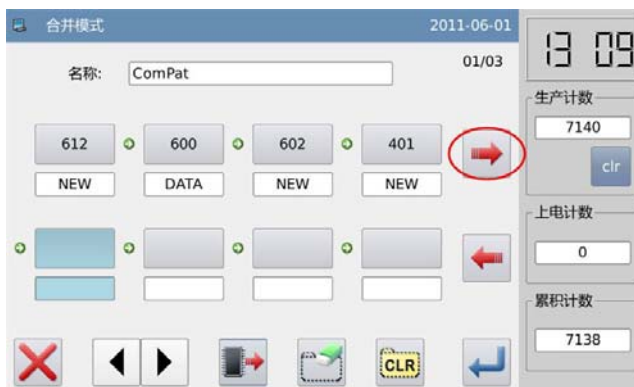 合并模式 2011-06-01
13 09
名称: ComPat 01/03
生产计数
7140
clr
612 600 602 401
NEW DATA NEW NEW
上电计数
0
累积计数
7138
CLR